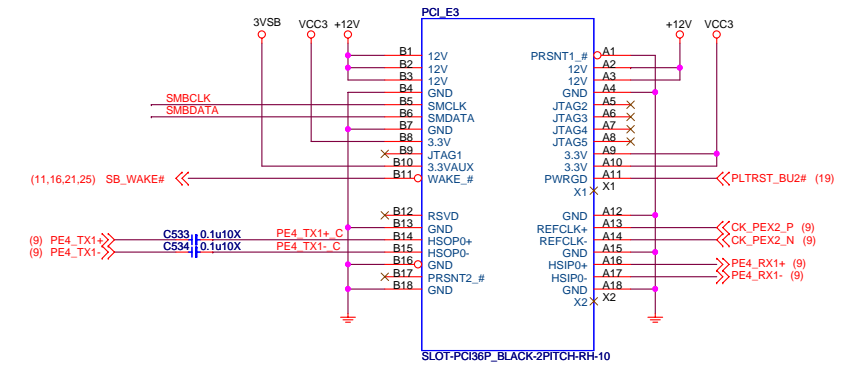 PCI_E3
3VSB VCC3 +12V +12V VCC3
B1 12V PRSNT1_# A1
B2 12V 12V A2
B3 12V 12V A3
B4 GND GND A4
SMBCLK B5 SMCLK JTAG2 A5
SMBDATA B6 SMDATA JTAG3 A6
B7 GND JTAG4 A7
B8 3.3V JTAG5 A8
B9 JTAG1 3.3V A9
B10 3.3VAUX 3.3V A10
(11,16,21,25) SB_WAKE# B11 WAKE_# PWRGD A11 PLTRST_BU2# (19)
X1 X1
B12 RSVD GND A12
B13 GND REFCLK+ A13 CK_PEX2_P (9)
(9) PE4_TX1+ C533 0.1u10X PE4_TX1+_C B14 HSOP0+ REFCLK- A14 CK_PEX2_N (9)
(9) PE4_TX1- C534 0.1u10X PE4_TX1-_C B15 HSOP0- GND A15
B16 GND HSIP0+ A16 PE4_RX1+ (9)
B17 PRSNT2_# HSIP0- A17 PE4_RX1- (9)
B18 GND GND A18
X2 X2
SLOT-PCI36P_BLACK-2PITCH-RH-10